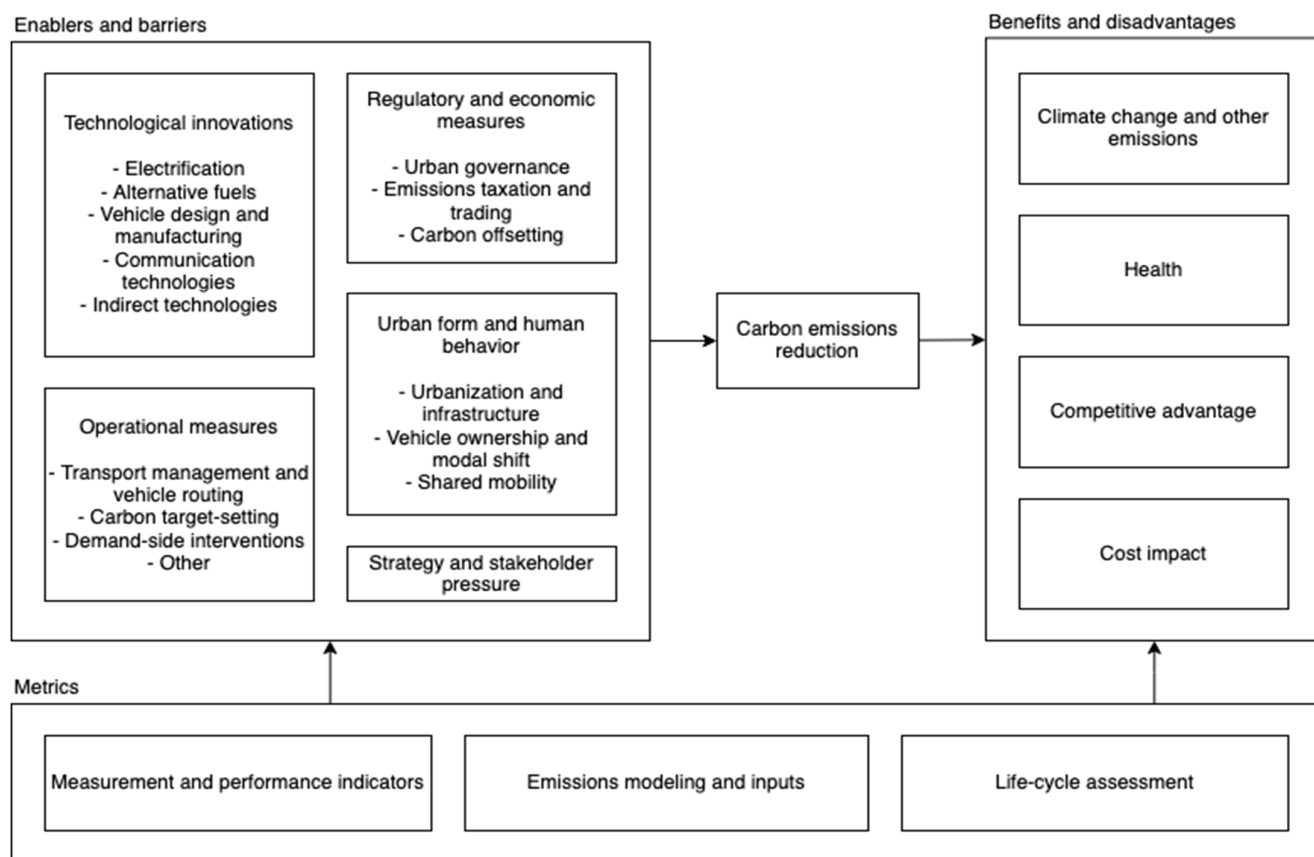 Enablers and barriers
Technological innovations
- Electrification
- Alternative fuels
- Vehicle design and
manufacturing
- Communication
technologies
- Indirect technologies
Operational measures
- Transport management and
vehicle routing
- Carbon target-setting
- Demand-side interventions
- Other
Regulatory and economic
measures
- Urban governance
- Emissions taxation and
trading
- Carbon offsetting
Urban form and human
behavior
- Urbanization and
infrastructure
- Vehicle ownership and
modal shift
- Shared mobility
Strategy and stakeholder
pressure
Carbon emissions
reduction
Benefits and disadvantages
Climate change and other
emissions
Health
Competitive advantage
Cost impact
Metrics
Measurement and performance indicators
Emissions modeling and inputs
Life-cycle assessment